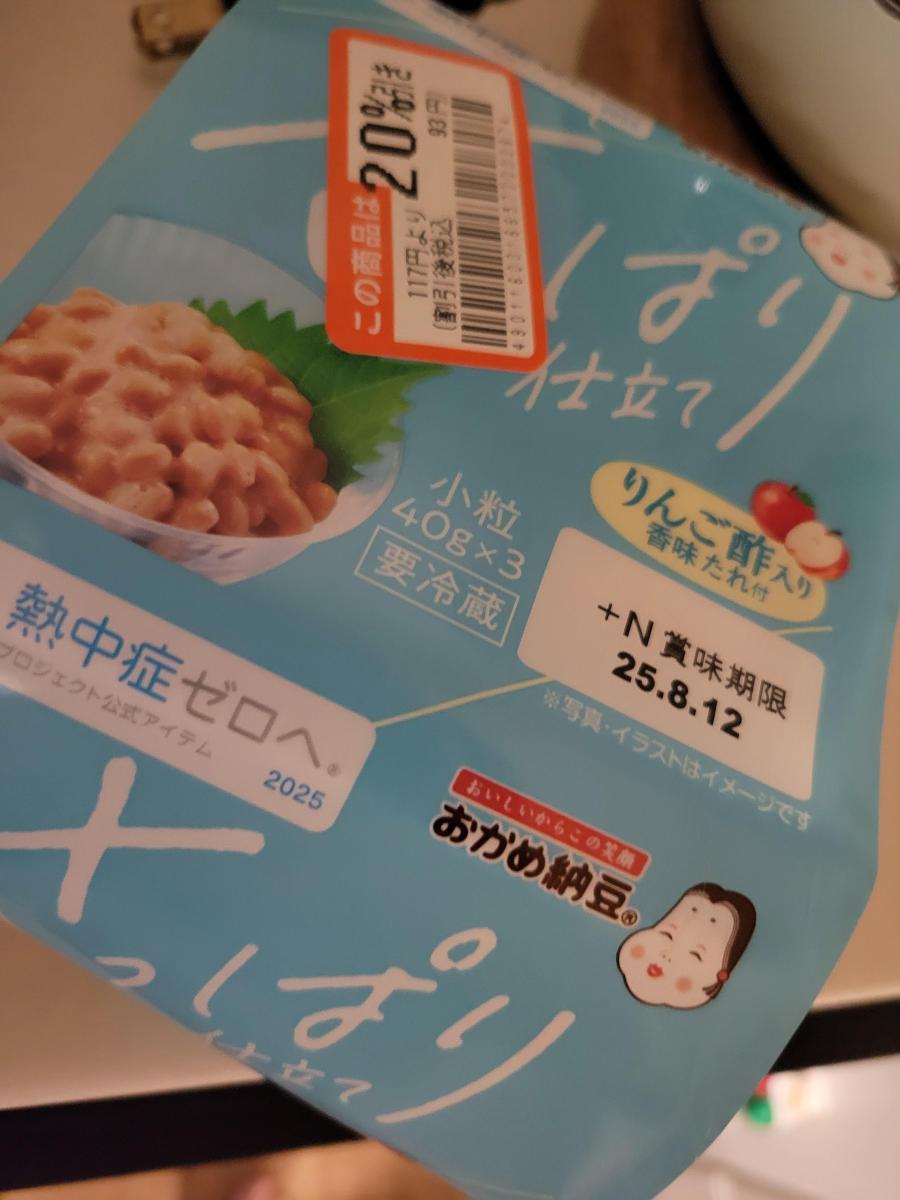 この商品は
20%引き
117円より
93円
(割引後税込)
っぱり
仕立て
りんご酢入り
香味たれ付
小粒
40g×3
要冷蔵
+N 賞味期限
25.8.12
※写真・イラストはイメージです
熱中症ゼロへ®
プロジェクト公式アイテム
2025
おいしいからこの笑顔
おかめ納豆®
さっぱり
仕立て